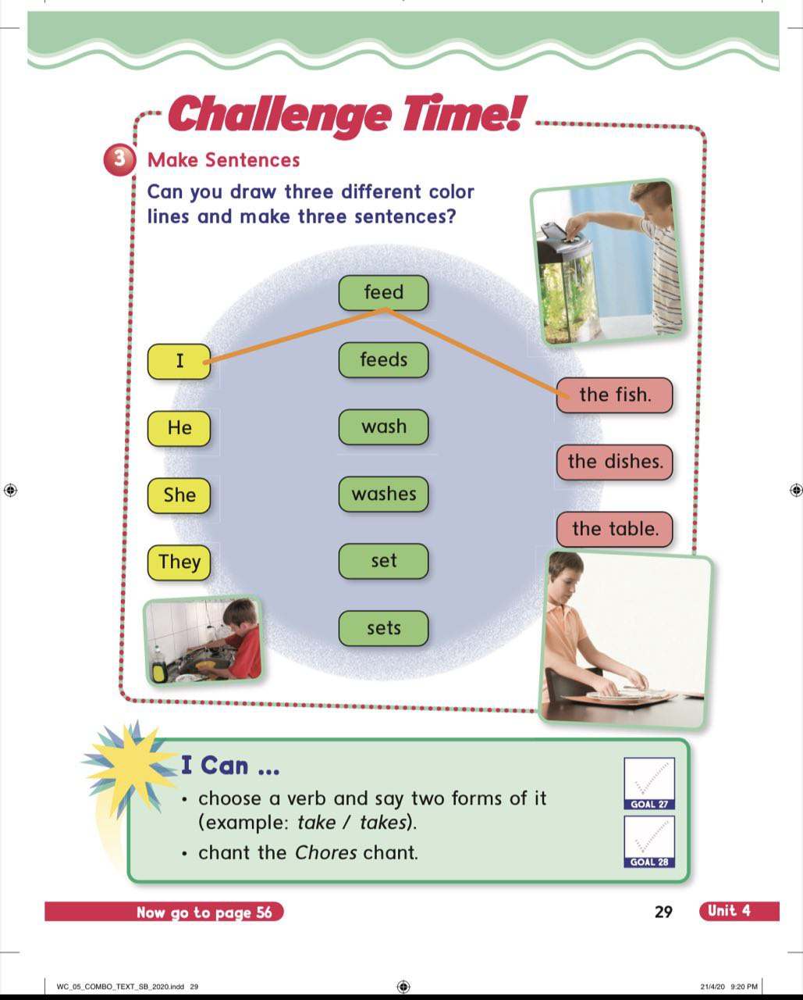 Challenge Time!
3 Make Sentences
Can you draw three different color
lines and make three sentences?
feed
I
feeds
the fish.
He
wash
the dishes.
She
washes
the table.
They
set
sets
I Can ...
• choose a verb and say two forms of it
(example: take / takes).
GOAL 27
• chant the Chores chant.
GOAL 28
Now go to page 56
29
Unit 4
WC_05_COMBO_TEXT_SB_2020.indd 29
21/4/20 9:20 PM